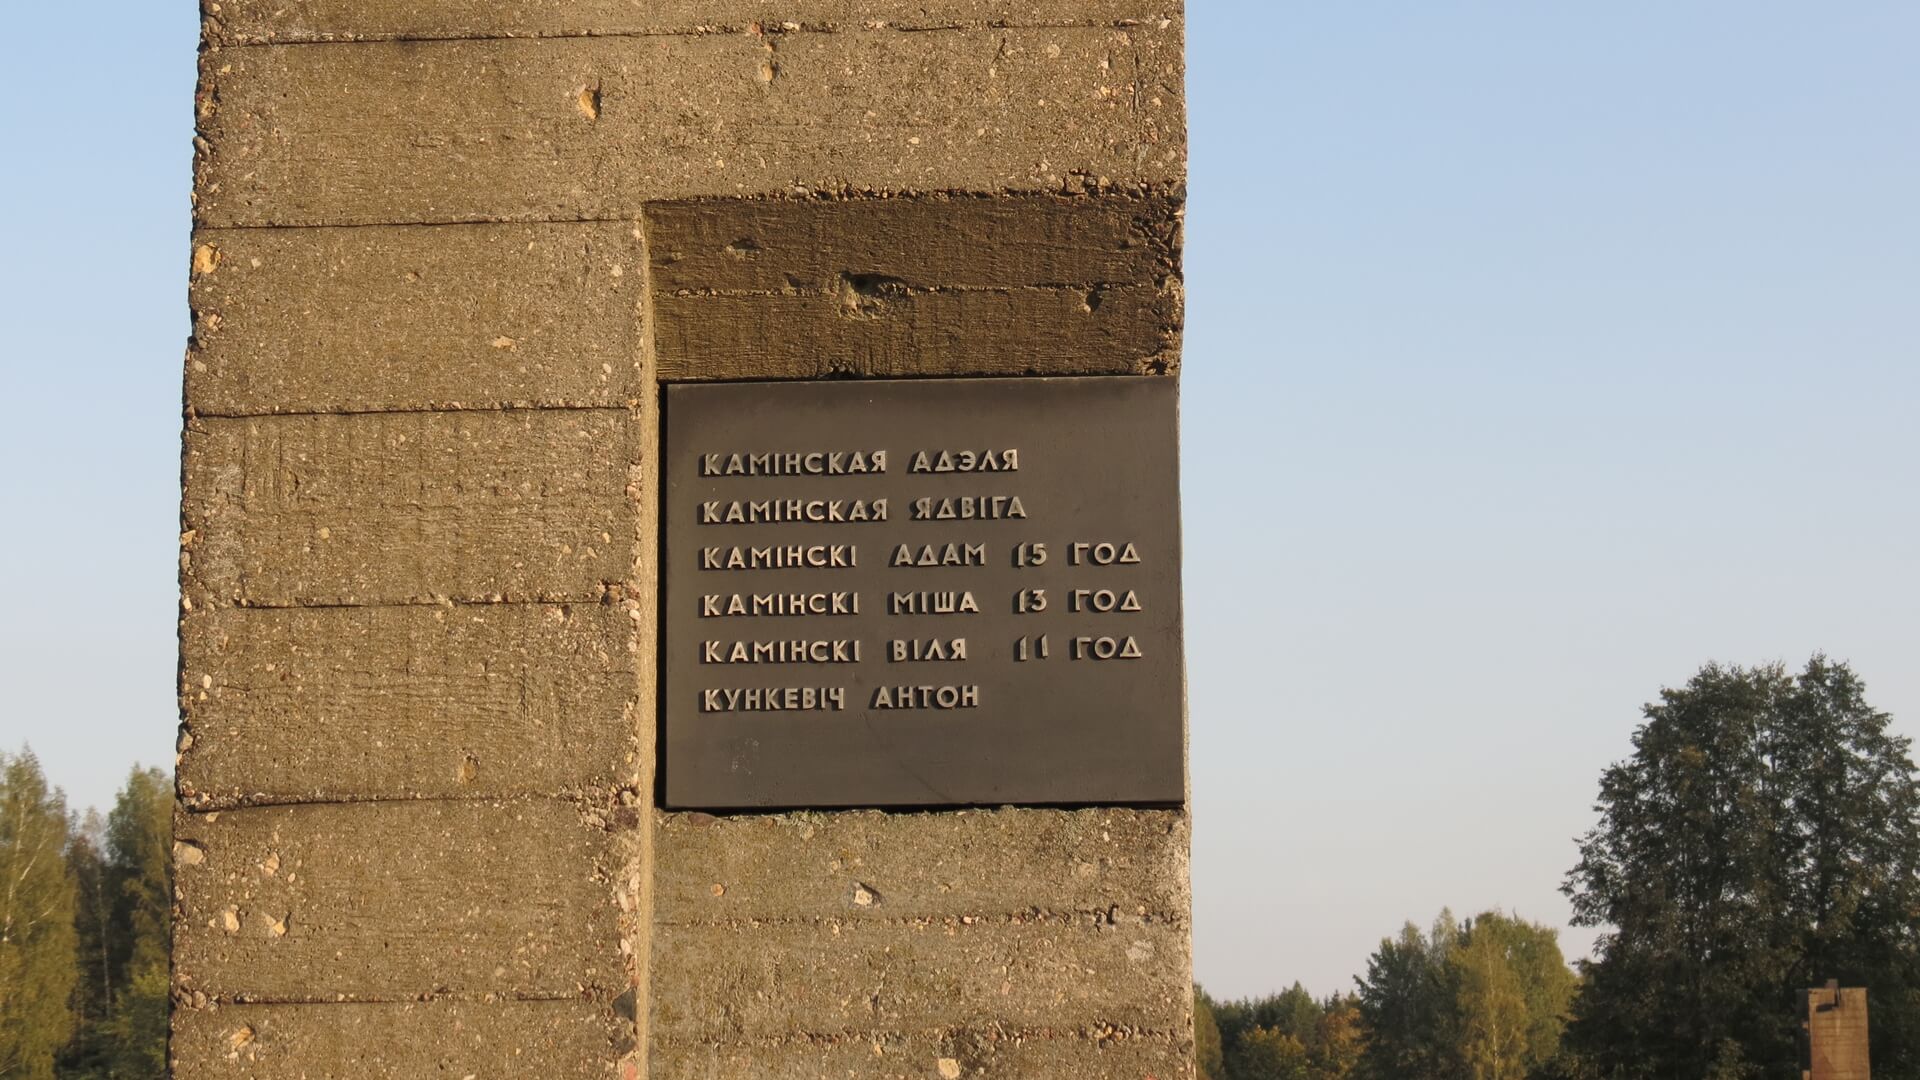 КАМІНСКАЯ АДЭЛЯ
КАМІНСКАЯ ЯДВІГА
КАМІНСКІ АДАМ 15 ГОД
КАМІНСКІ МІША 13 ГОД
КАМІНСКІ ВІЛЯ 11 ГОД
КУНКЕВІЧ АНТОН